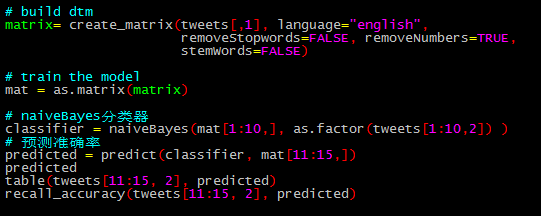 # build dtm
matrix= create_matrix(tweets[,1], language="english",
removeStopwords=FALSE, removeNumbers=TRUE,
stemWords=FALSE)
# train the model
mat = as.matrix(matrix)
# naiveBayes分类器
classifier = naiveBayes(mat[1:10,], as.factor(tweets[1:10,2]) )
# 预测准确率
predicted = predict(classifier, mat[11:15,])
predicted
table(tweets[11:15, 2], predicted)
recall_accuracy(tweets[11:15, 2], predicted)